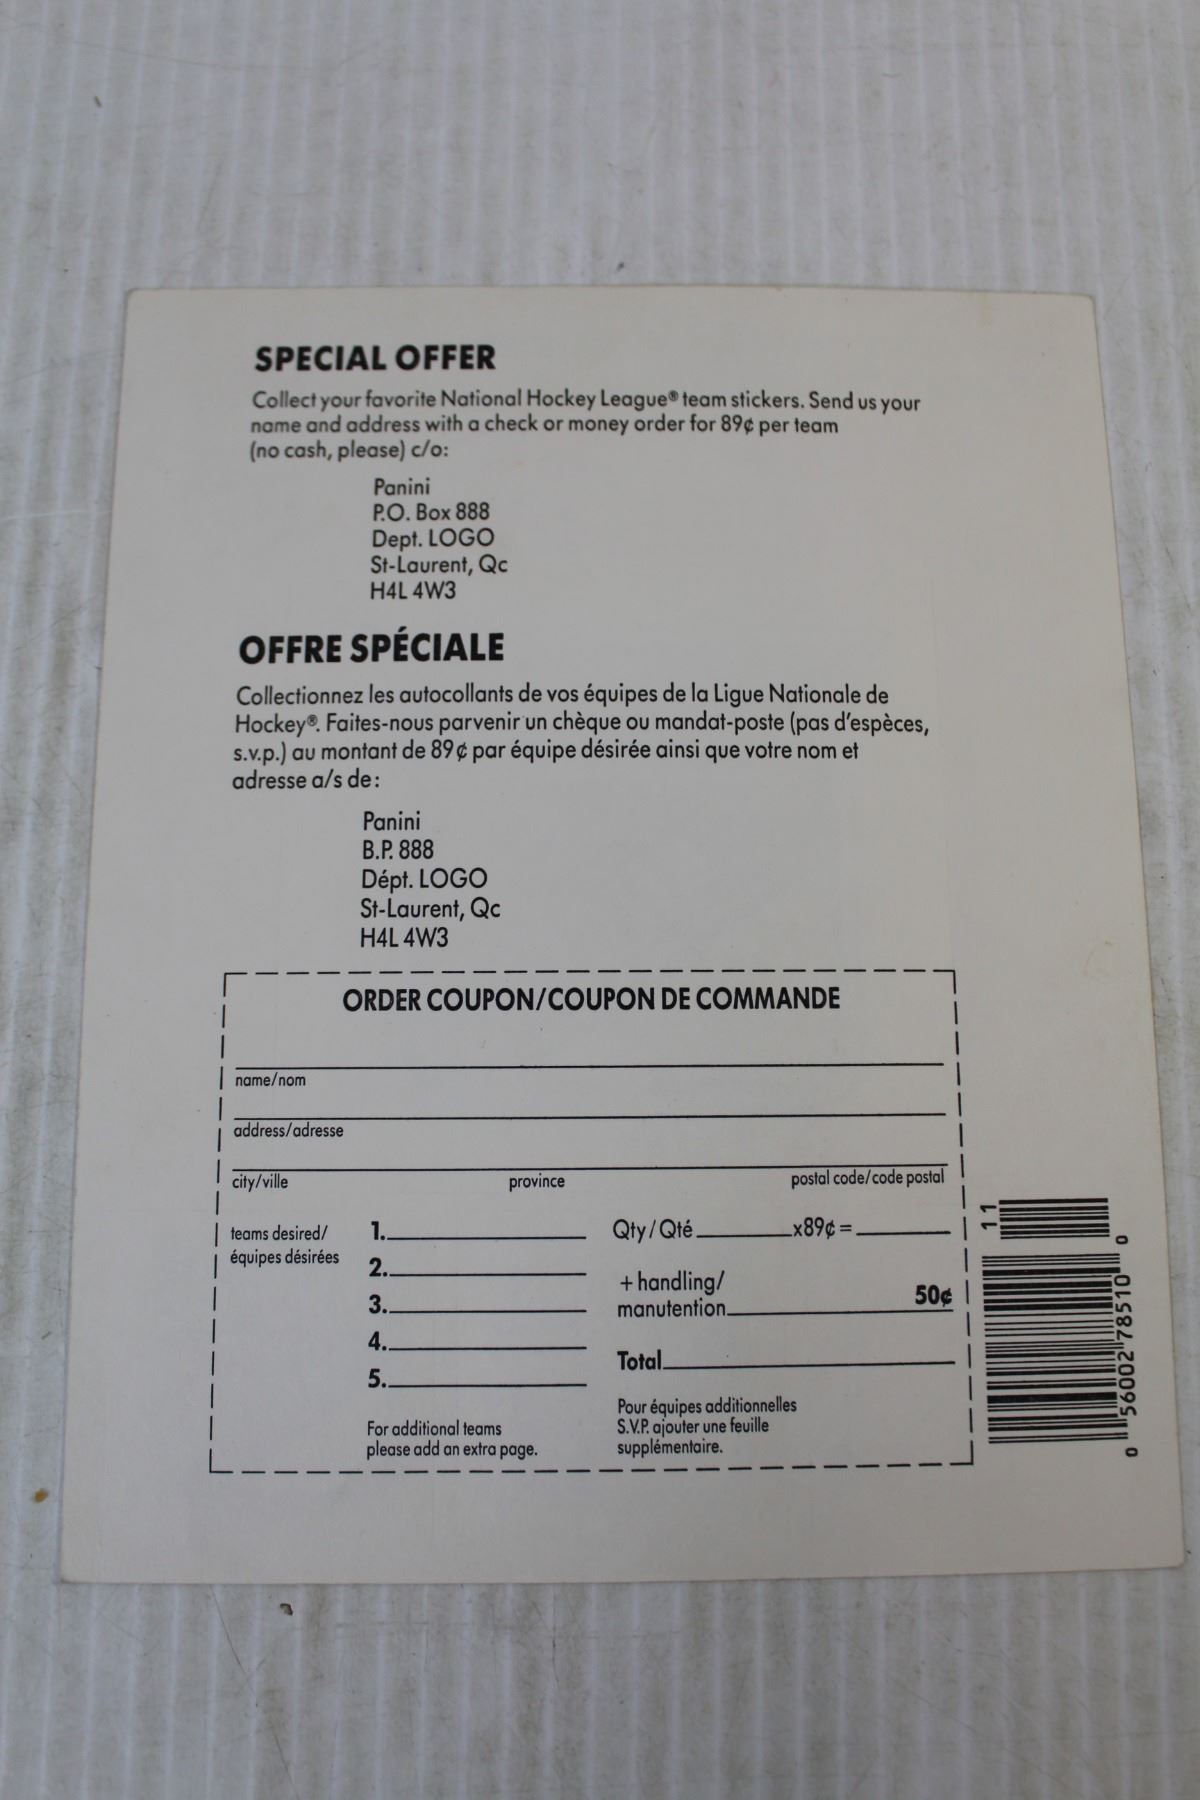 SPECIAL OFFER
Collect your favorite National Hockey League® team stickers. Send us your
name and address with a check or money order for 89¢ per team
(no cash, please) c/o:
Panini
P.O. Box 888
Dept. LOGO
St-Laurent, Qc
H4L 4W3
OFFRE SPÉCIALE
Collectionnez les autocollants de vos équipes de la Ligue Nationale de
Hockey®. Faites-nous parvenir un chèque ou mandat-poste (pas d'espèces,
s.v.p.) au montant de 89¢ par équipe désirée ainsi que votre nom et
adresse a/s de:
Panini
B.P. 888
Dépt. LOGO
St-Laurent, Qc
H4L 4W3
ORDER COUPON/COUPON DE COMMANDE
name/nom
address/adresse
city/ville province postal code/code postal
teams desired/
équipes désirées
1.
2.
3.
4.
5.
For additional teams
please add an extra page.
Qty/Qté x89¢ =
+ handling/
manutention 50¢
Total
Pour équipes additionnelles
S.V.P. ajouter une feuille
supplémentaire.
11
0 56002 78510 0